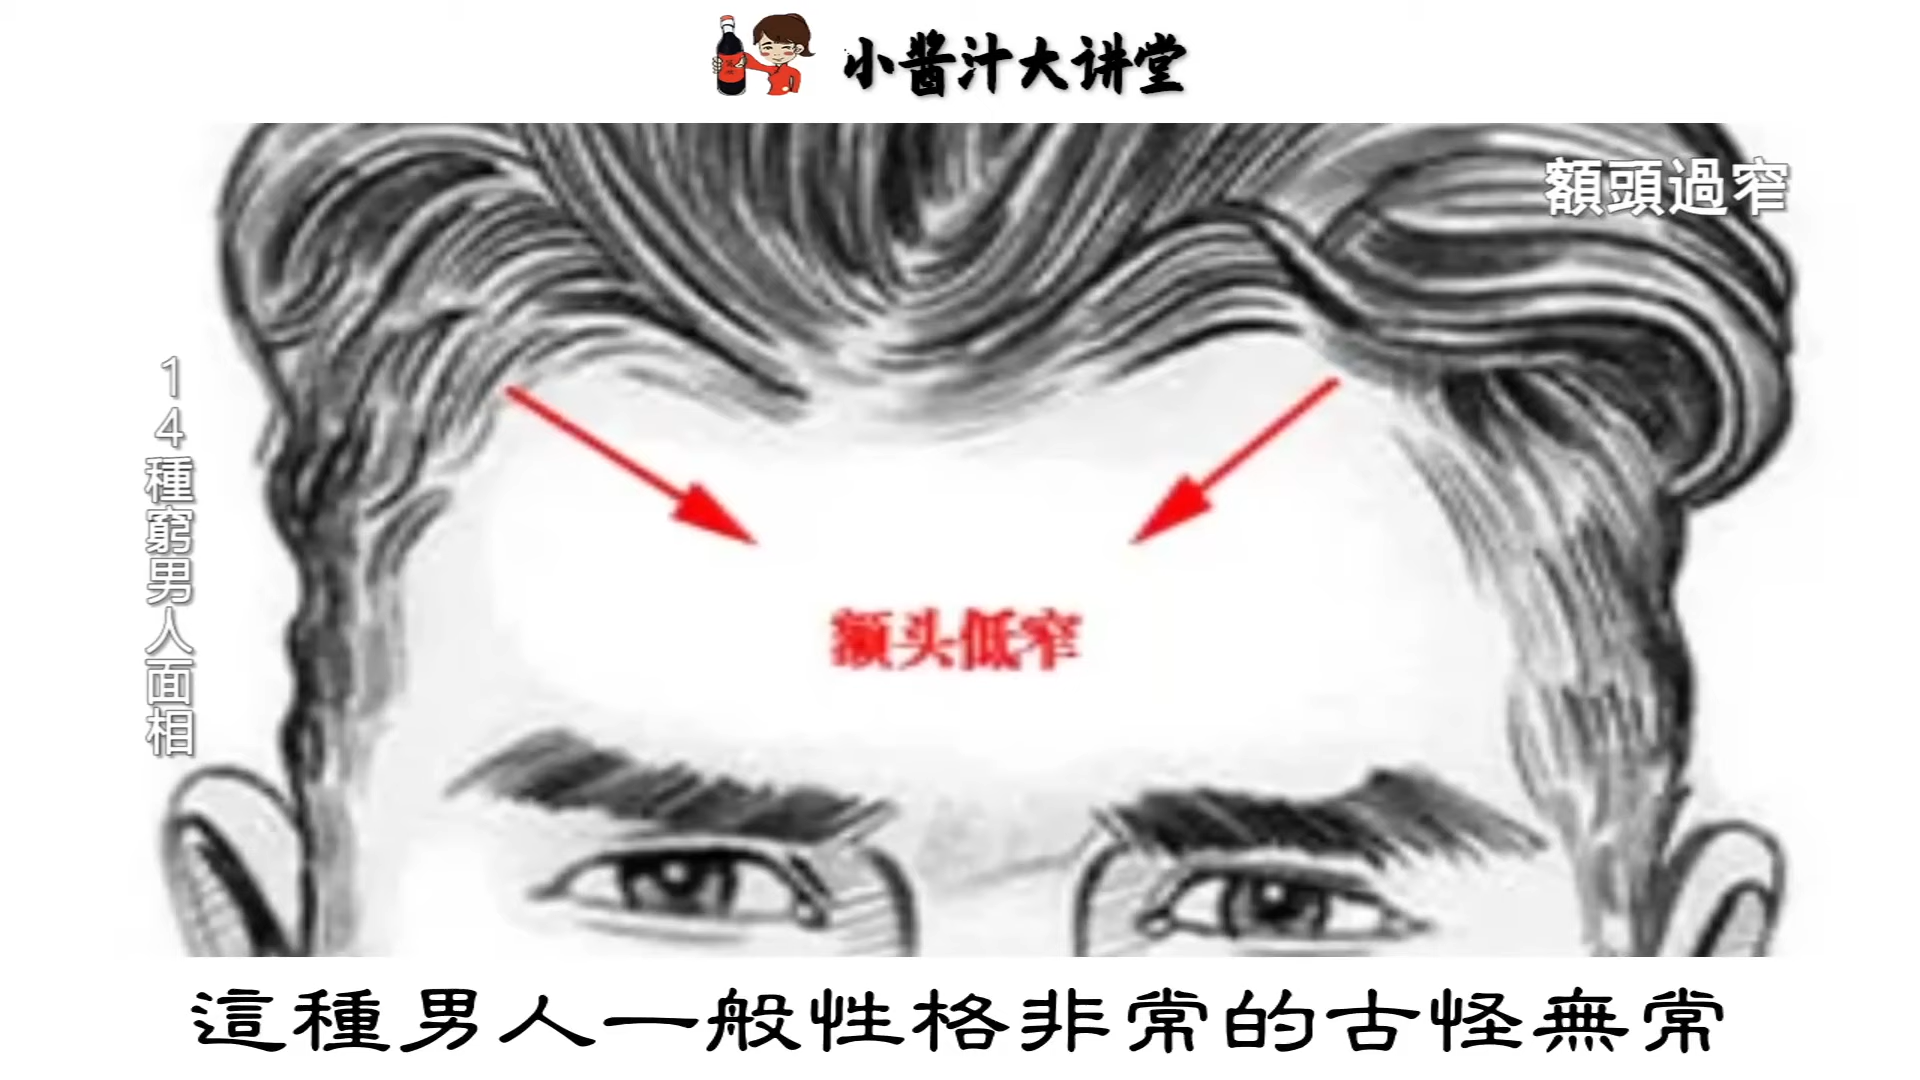 小酱汁大讲堂
額頭過窄
14種窮男人面相
额头低窄
這種男人一般性格非常的古怪無常